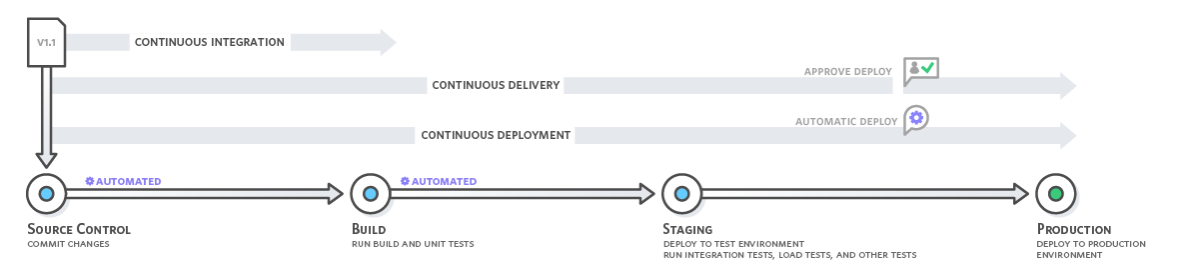 V1.1
CONTINUOUS INTEGRATION
APPROVE DEPLOY
CONTINUOUS DELIVERY
AUTOMATIC DEPLOY
CONTINUOUS DEPLOYMENT
AUTOMATED
AUTOMATED
SOURCE CONTROL
COMMIT CHANGES
BUILD
RUN BUILD AND UNIT TESTS
STAGING
DEPLOY TO TEST ENVIRONMENT
RUN INTEGRATION TESTS, LOAD TESTS, AND OTHER TESTS
PRODUCTION
DEPLOY TO PRODUCTION
ENVIRONMENT